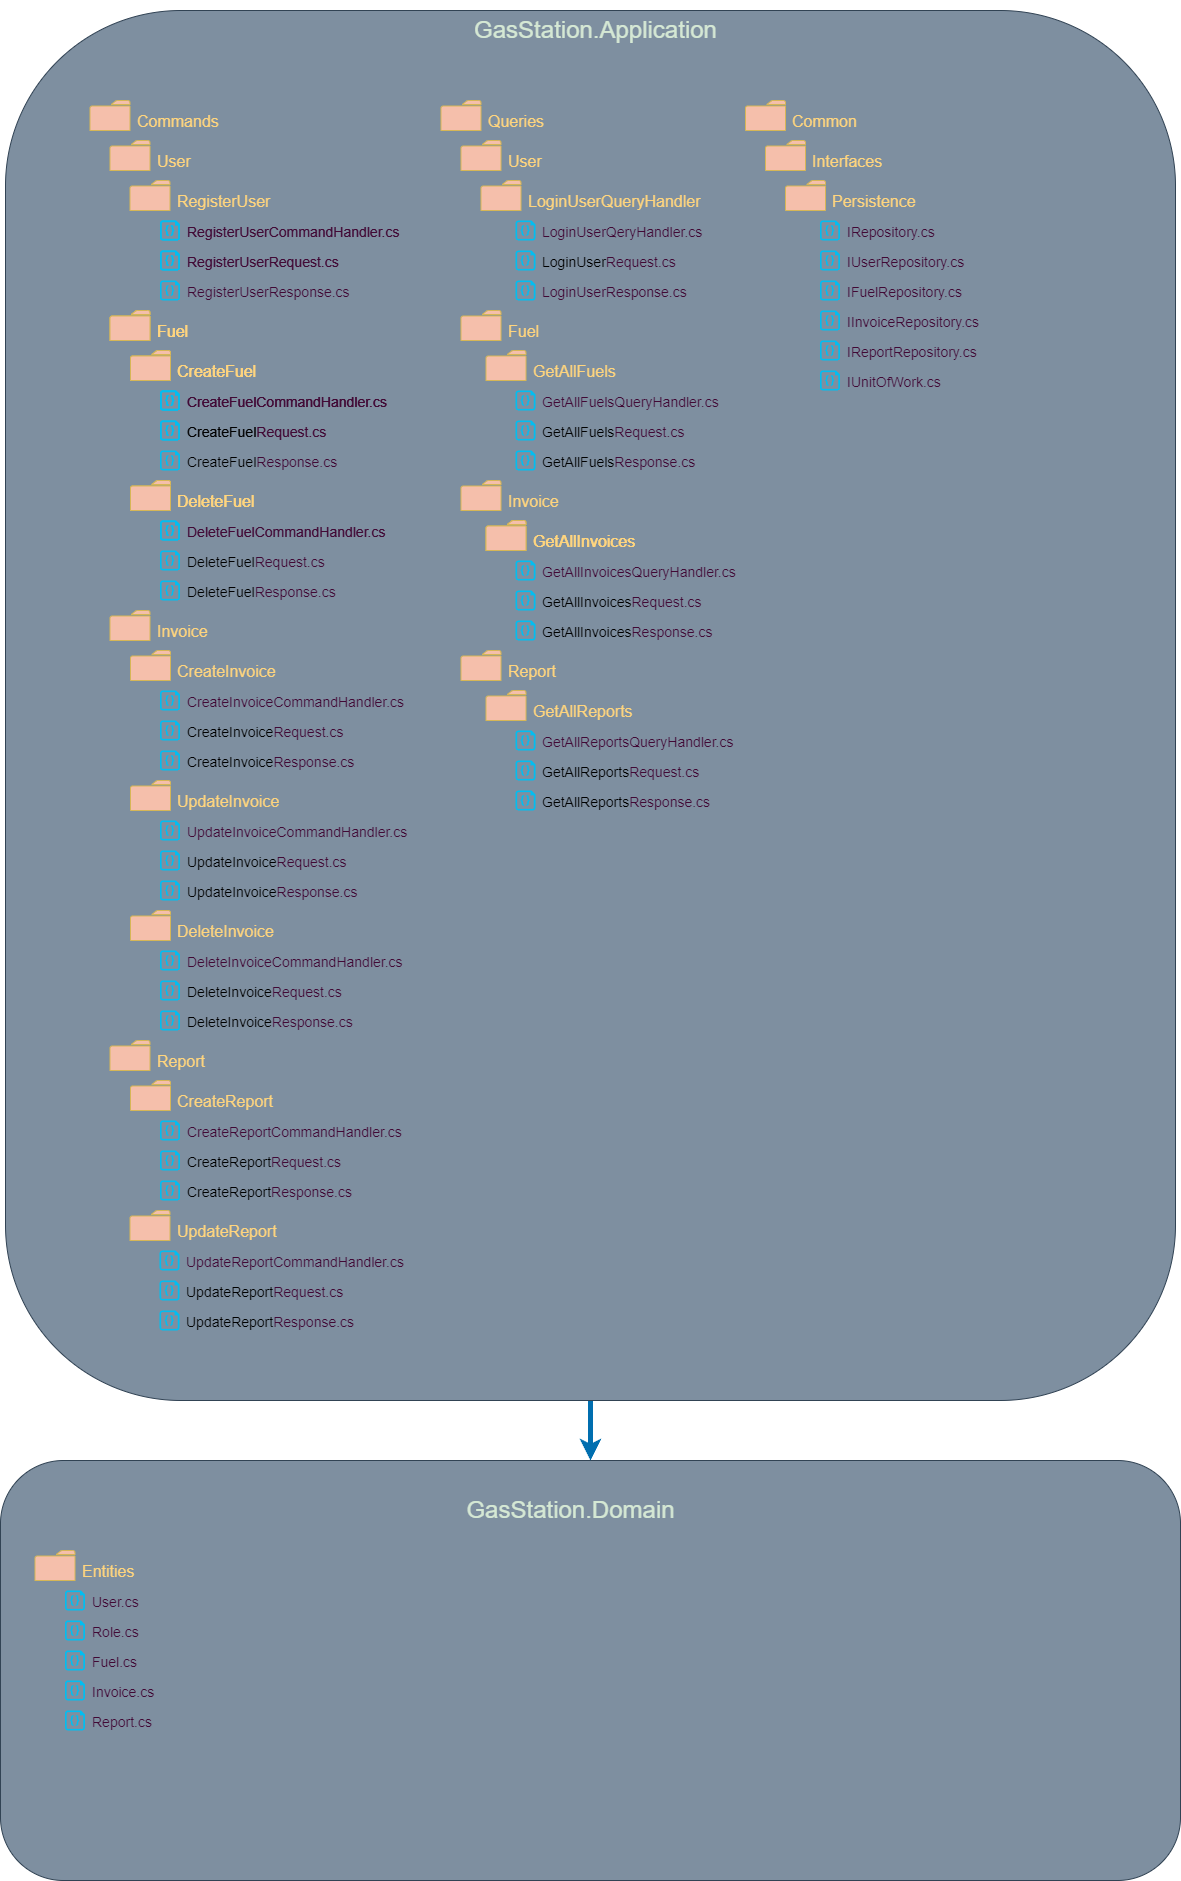 GasStation.Application
Commands
User
RegisterUser
RegisterUserCommandHandler.cs
RegisterUserRequest.cs
RegisterUserResponse.cs
Fuel
CreateFuel
CreateFuelCommandHandler.cs
CreateFuelRequest.cs
CreateFuelResponse.cs
DeleteFuel
DeleteFuelCommandHandler.cs
DeleteFuelRequest.cs
DeleteFuelResponse.cs
Invoice
CreateInvoice
CreateInvoiceCommandHandler.cs
CreateInvoiceRequest.cs
CreateInvoiceResponse.cs
UpdateInvoice
UpdateInvoiceCommandHandler.cs
UpdateInvoiceRequest.cs
UpdateInvoiceResponse.cs
DeleteInvoice
DeleteInvoiceCommandHandler.cs
DeleteInvoiceRequest.cs
DeleteInvoiceResponse.cs
Report
CreateReport
CreateReportCommandHandler.cs
CreateReportRequest.cs
CreateReportResponse.cs
UpdateReport
UpdateReportCommandHandler.cs
UpdateReportRequest.cs
UpdateReportResponse.cs
Queries
User
LoginUserQueryHandler
LoginUserQeryHandler.cs
LoginUserRequest.cs
LoginUserResponse.cs
Fuel
GetAllFuels
GetAllFuelsQueryHandler.cs
GetAllFuelsRequest.cs
GetAllFuelsResponse.cs
Invoice
GetAllInvoices
GetAllInvoicesQueryHandler.cs
GetAllInvoicesRequest.cs
GetAllInvoicesResponse.cs
Report
GetAllReports
GetAllReportsQueryHandler.cs
GetAllReportsRequest.cs
GetAllReportsResponse.cs
Common
Interfaces
Persistence
IRepository.cs
IUserRepository.cs
IFuelRepository.cs
IInvoiceRepository.cs
IReportRepository.cs
IUnitOfWork.cs
GasStation.Domain
Entities
User.cs
Role.cs
Fuel.cs
Invoice.cs
Report.cs